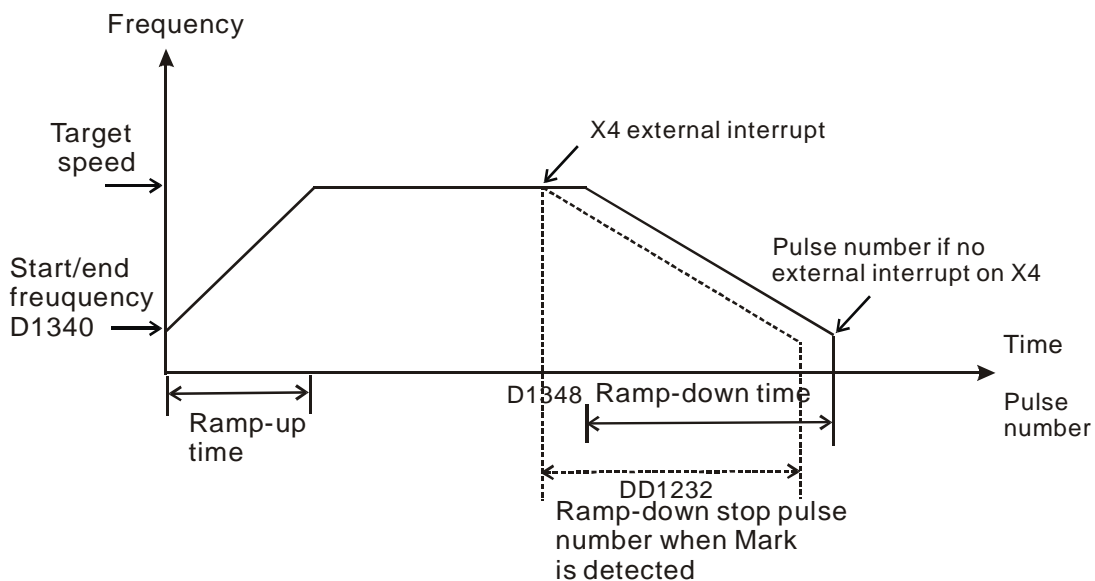 Frequency
Target
speed
X4 external interrupt
Pulse number if no
external interrupt on X4
Start/end
freuquency
D1340
Time
Pulse
number
D1348
Ramp-down time
Ramp-up
time
DD1232
Ramp-down stop pulse
number when Mark
is detected